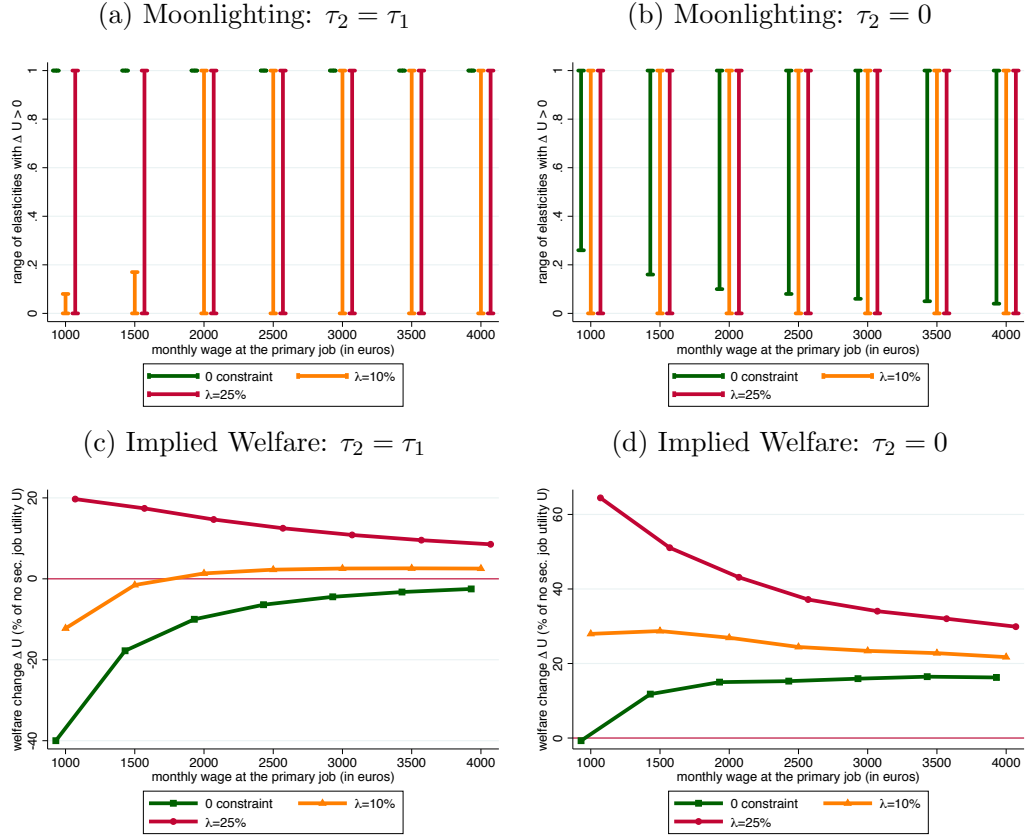 (a) Moonlighting: τ₂ = τ₁
range of elasticities with Δ U > 0
1
.8
.6
.4
.2
0
1000 1500 2000 2500 3000 3500 4000
monthly wage at the primary job (in euros)
0 constraint λ=10%
λ=25%
(b) Moonlighting: τ₂ = 0
range of elasticities with Δ U > 0
1
.8
.6
.4
.2
0
1000 1500 2000 2500 3000 3500 4000
monthly wage at the primary job (in euros)
0 constraint λ=10%
λ=25%
(c) Implied Welfare: τ₂ = τ₁
welfare change Δ U (% of no sec. job utility U)
20
0
20
40
1000 1500 2000 2500 3000 3500 4000
monthly wage at the primary job (in euros)
0 constraint λ=10%
λ=25%
(d) Implied Welfare: τ₂ = 0
welfare change Δ U (% of no sec. job utility U)
60
40
20
0
1000 1500 2000 2500 3000 3500 4000
monthly wage at the primary job (in euros)
0 constraint λ=10%
λ=25%